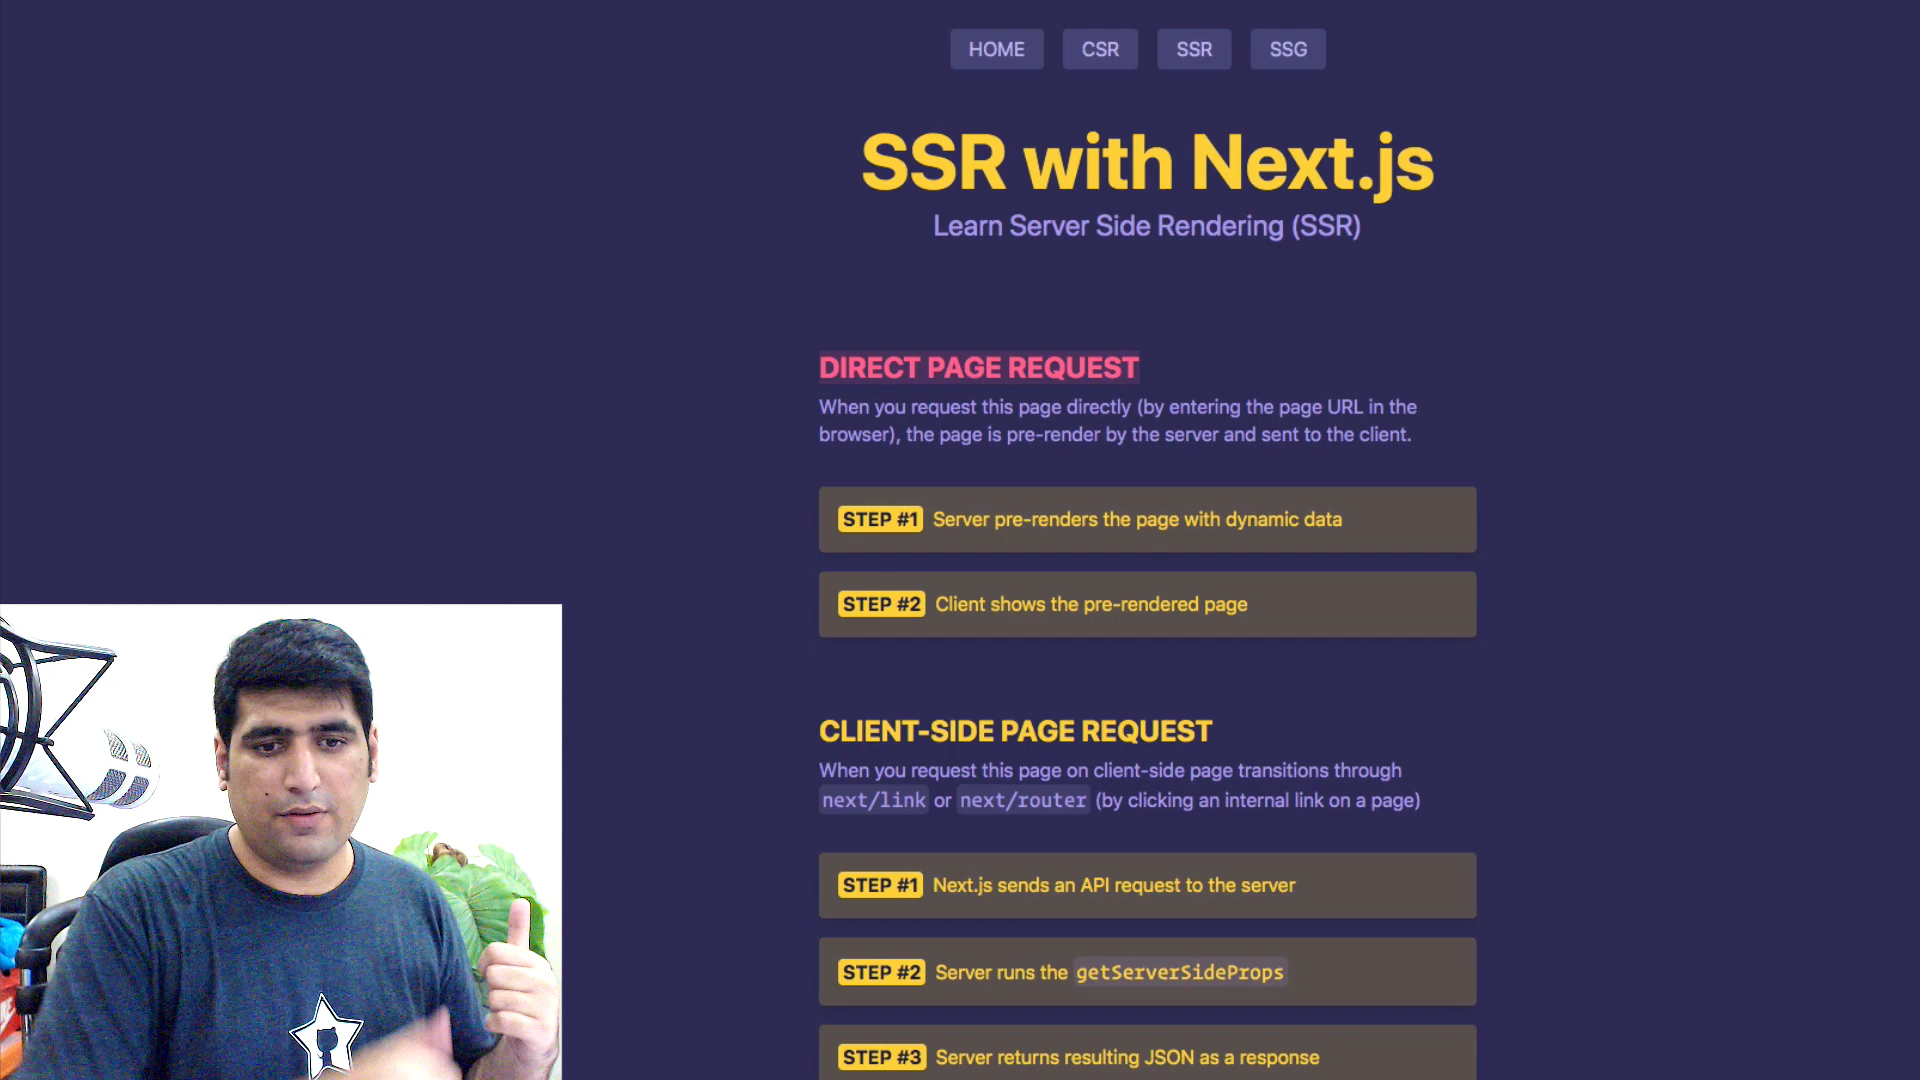 HOME CSR SSR SSG
SSR with Next.js
Learn Server Side Rendering (SSR)
DIRECT PAGE REQUEST
When you request this page directly (by entering the page URL in the
browser), the page is pre-render by the server and sent to the client.
STEP #1 Server pre-renders the page with dynamic data
STEP #2 Client shows the pre-rendered page
CLIENT-SIDE PAGE REQUEST
When you request this page on client-side page transitions through
next/link or next/router (by clicking an internal link on a page)
STEP #1 Next.js sends an API request to the server
STEP #2 Server runs the getServerSideProps
STEP #3 Server returns resulting JSON as a response